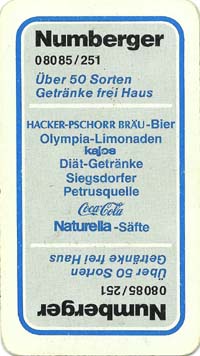 Numberger
08085/251
Über 50 Sorten
Getränke frei Haus
HACKER-PSCHORR BRÄU-Bier
Olympia-Limonaden
kajos
Diät-Getränke
Siegsdorfer
Petrusquelle
Coca-Cola
Naturella-Säfte
Numberger
08085/251
Über 50 Sorten
Getränke frei Haus